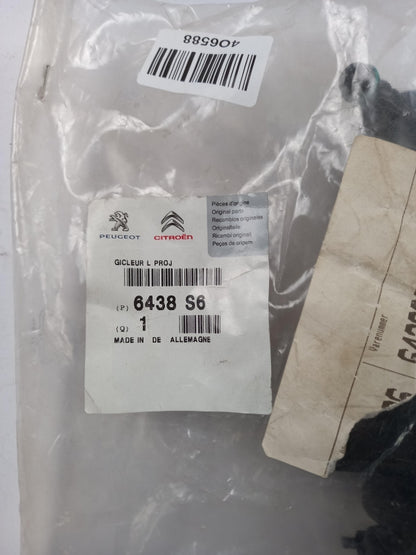 406588
PEUGEOT
CITROËN
Pièces d'origine
Original parts
Recambios originales
Originalteile
Ricambi originali
Peças de origem
GICLEUR L PROJ
(P) 6438 S6
(Q) 1
MADE IN DE ALLEMAGNE
Varenummer